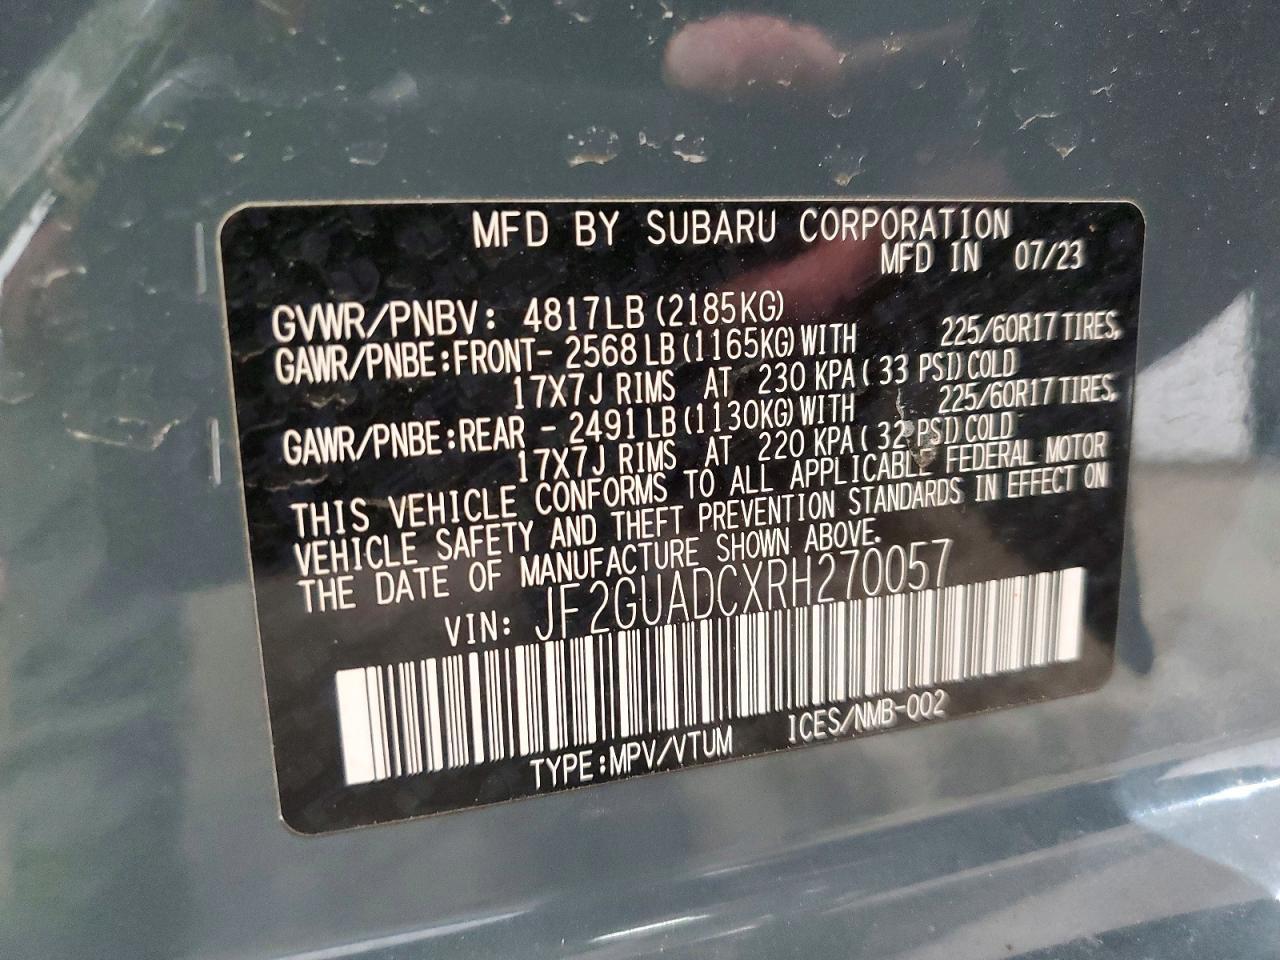 MFD BY SUBARU CORPORATION
MFD IN 07/23
GVWR/PNBV: 4817LB (2185KG)
GAWR/PNBE:FRONT- 2568 LB (1165KG) WITH 225/60R17 TIRES,
17X7J RIMS AT 230 KPA ( 33 PSI) COLD
GAWR/PNBE:REAR - 2491 LB (1130KG) WITH 225/60R17 TIRES,
17X7J RIMS AT 220 KPA ( 32 PSI) COLD
THIS VEHICLE CONFORMS TO ALL APPLICABLE FEDERAL MOTOR
VEHICLE SAFETY AND THEFT PREVENTION STANDARDS IN EFFECT ON
THE DATE OF MANUFACTURE SHOWN ABOVE.
VIN: JF2GUADCXRH270057
TYPE:MPV/VTUM ICES/NMB-002